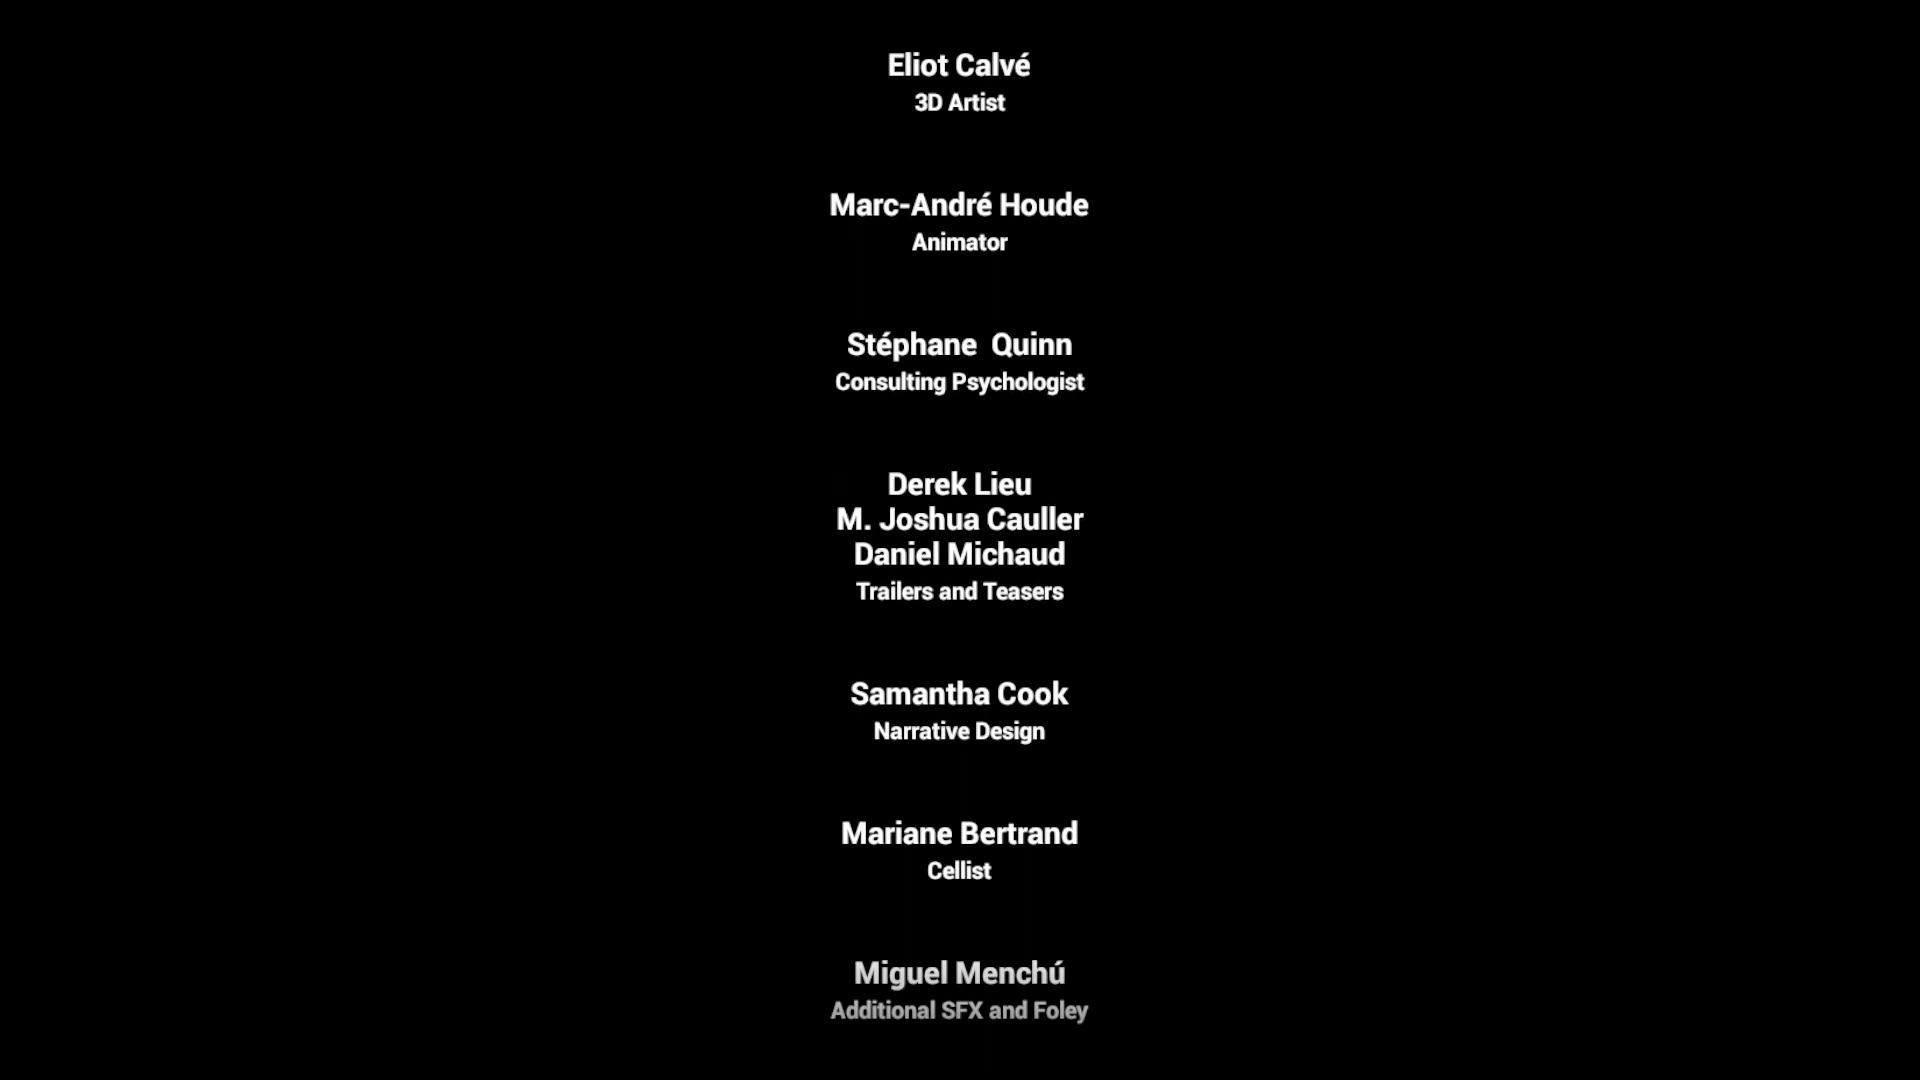 Eliot Calvé
3D Artist
Marc-André Houde
Animator
Stéphane  Quinn
Consulting Psychologist
Derek Lieu
M. Joshua Cauller
Daniel Michaud
Trailers and Teasers
Samantha Cook
Narrative Design
Mariane Bertrand
Cellist
Miguel Menchú
Additional SFX and Foley